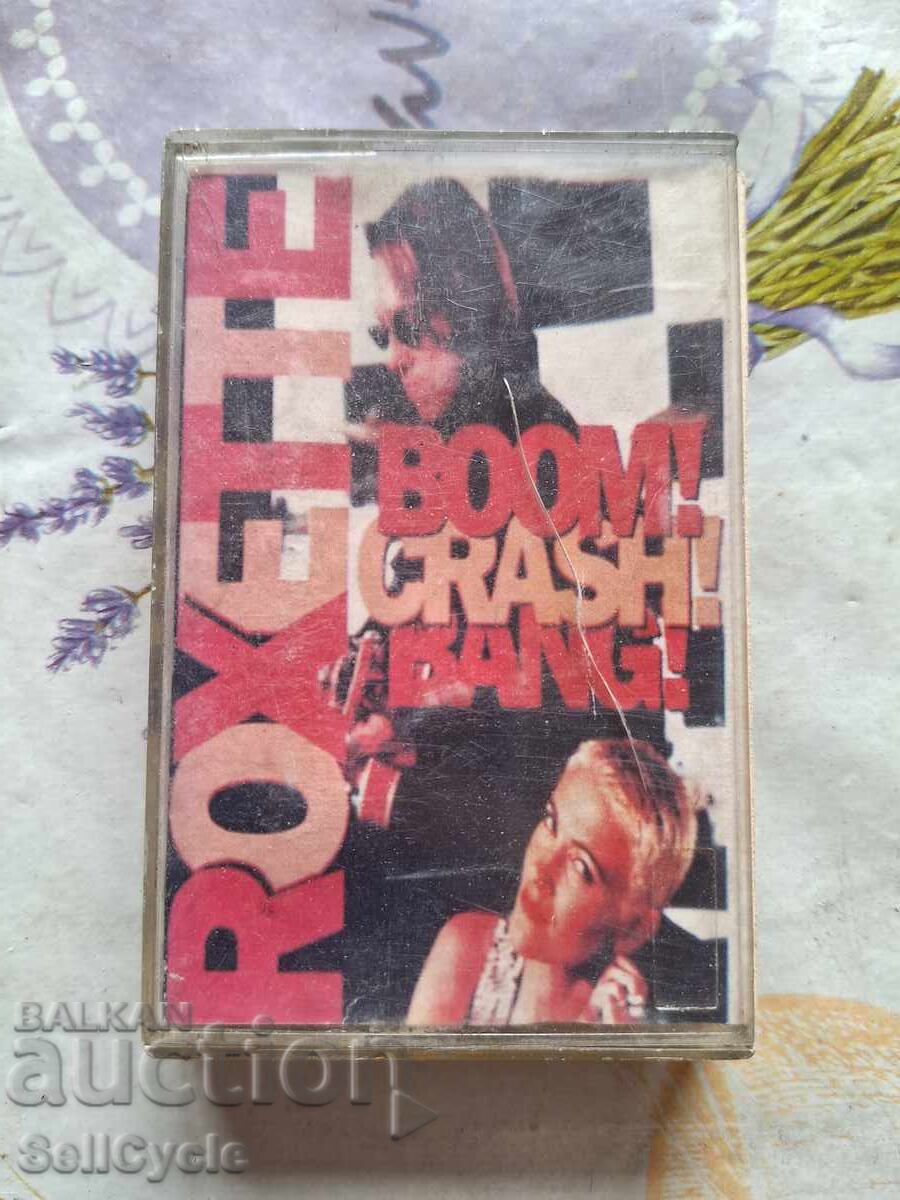 ROXETTE
BOOM!
CRASH!
BANG!
BALKAN
auction
SellCycle